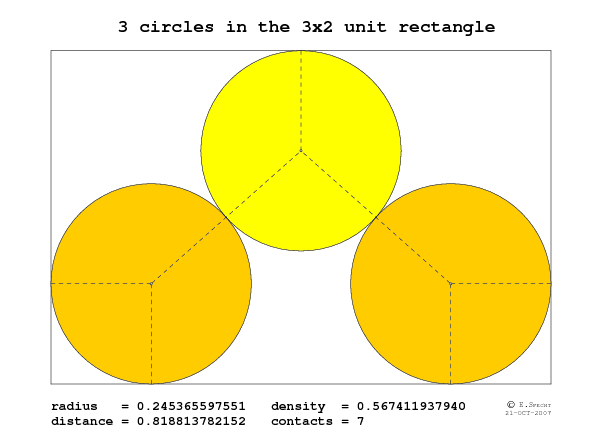 3 circles in the 3x2 unit rectangle
radius = 0.245365597551 density = 0.567411937940
distance = 0.818813782152 contacts = 7
© E.Specht
21-OCT-2007